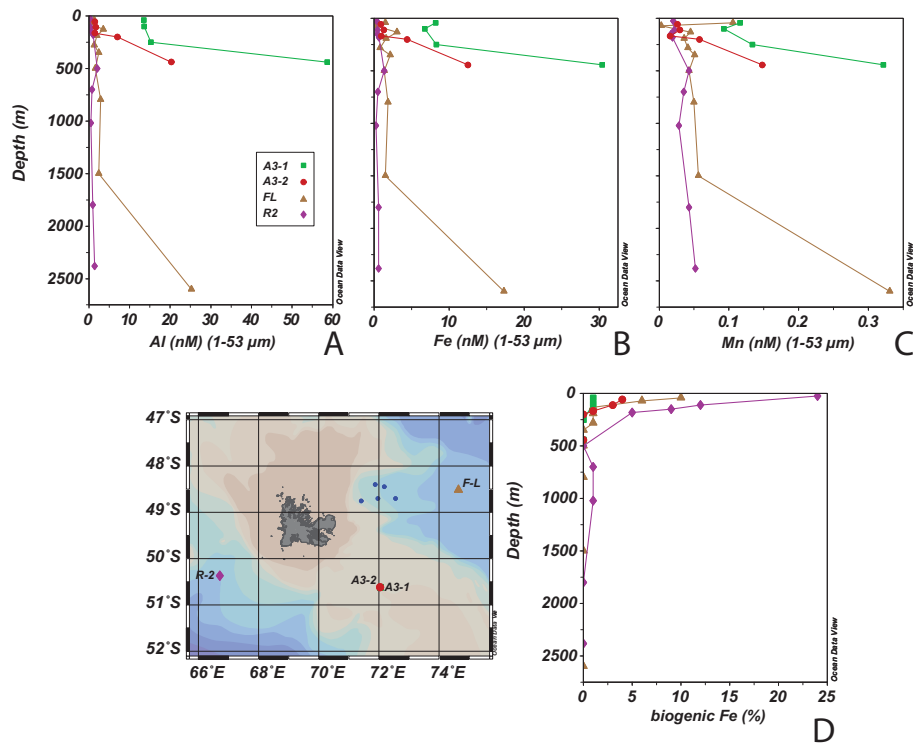 0
500
1000
1500
2000
2500
Depth (m)
0 10 20 30 40 50 60
Al (nM) (1-53 µm)
A
Ocean Data View
A3-1
A3-2
FL
R2
0 10 20 30
Fe (nM) (1-53 µm)
B
Ocean Data View
0 0.1 0.2 0.3
Mn (nM) (1-53 µm)
C
Ocean Data View
47˚S
48˚S
49˚S
50˚S
51˚S
52˚S
F-L
R-2
A3-2 A3-1
66˚E 68˚E 70˚E 72˚E 74˚E
Ocean Data Vie
0
500
1000
1500
2000
2500
Depth (m)
0 5 10 15 20 25
biogenic Fe (%)
D
Ocean Data View